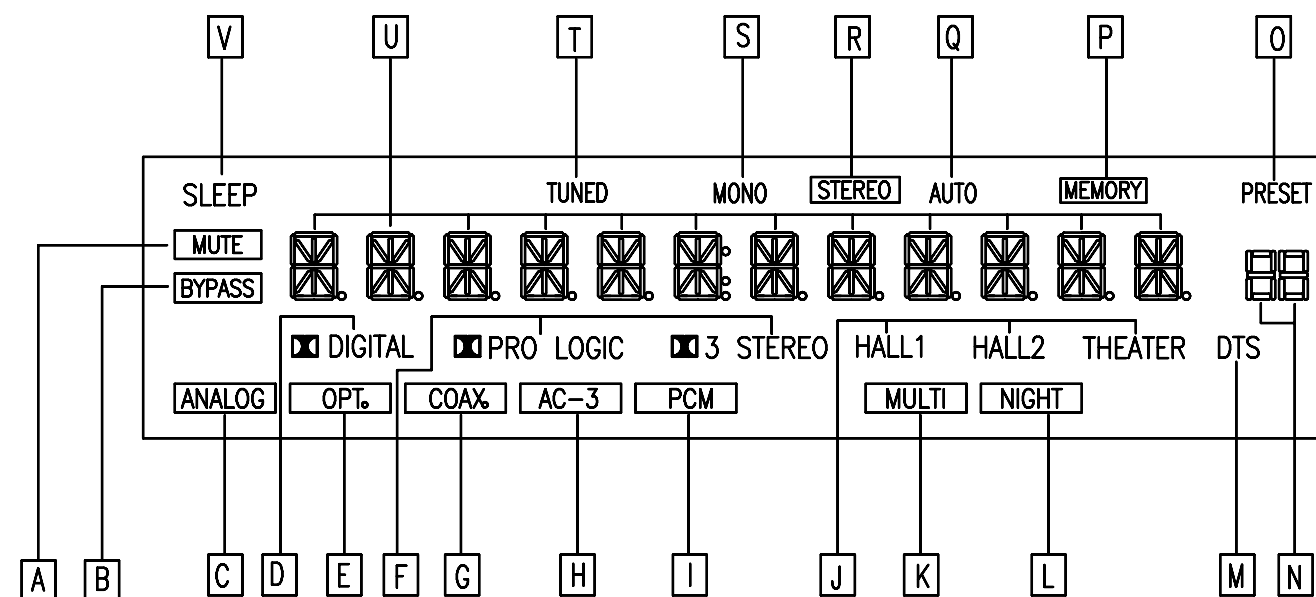 V U T S R Q P O
SLEEP TUNED MONO STEREO AUTO MEMORY PRESET
MUTE
BYPASS
DIGITAL PRO LOGIC 3 STEREO HALL1 HALL2 THEATER DTS
ANALOG OPT. COAX. AC-3 PCM MULTI NIGHT
A B C D E F G H I J K L M N